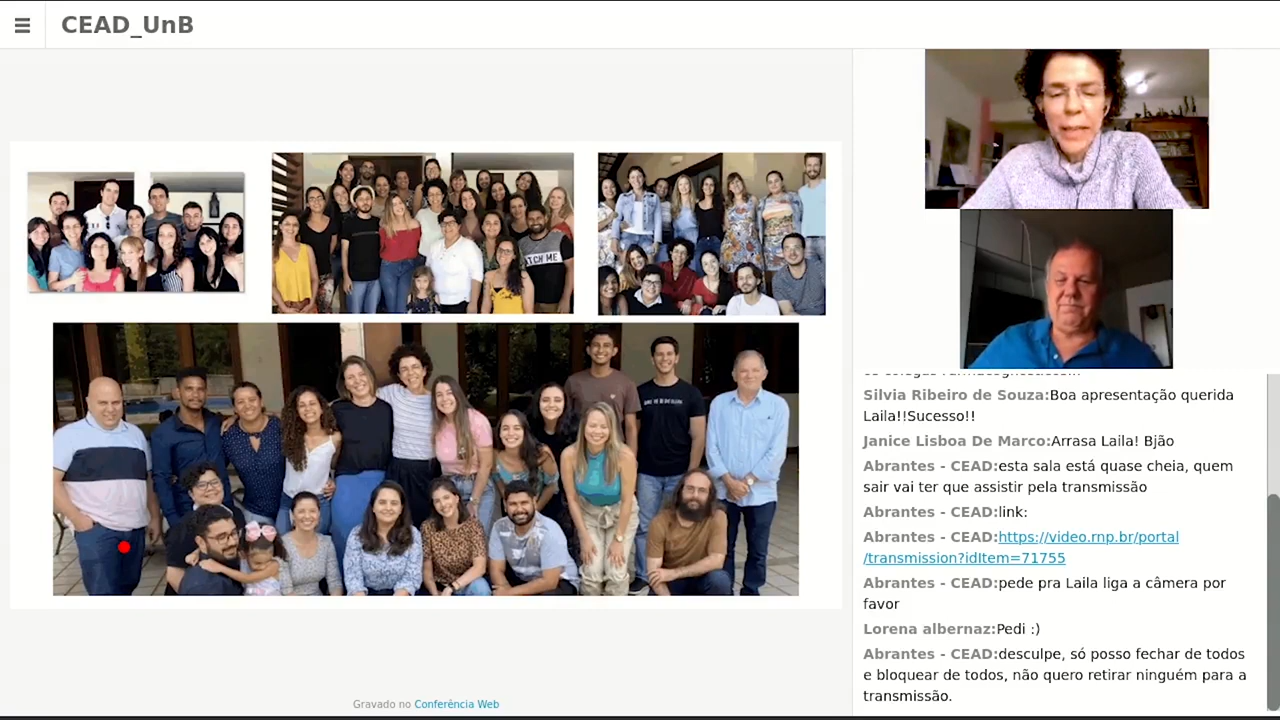 CEAD_UnB
TCH ME
Silvia Ribeiro de Souza:Boa apresentação querida
Laila!!Sucesso!!
Janice Lisboa De Marco:Arrasa Laila! Bjão
Abrantes - CEAD:esta sala está quase cheia, quem
sair vai ter que assistir pela transmissão
Abrantes - CEAD:link:
Abrantes - CEAD:https://video.rnp.br/portal
/transmission?idItem=71755
Abrantes - CEAD:pede pra Laila liga a câmera por
favor
Lorena albernaz:Pedi :)
Abrantes - CEAD:desculpe, só posso fechar de todos
e bloquear de todos, não quero retirar ninguém para a
transmissão.
Gravado no Conferência Web